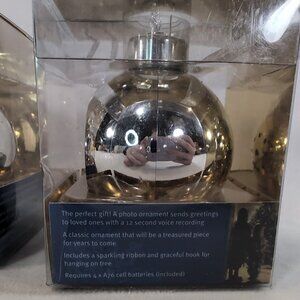 The perfect gift! A photo ornament sends greetings
to loved ones with a 12 second voice recording
A classic ornament that will be a treasured piece
for years to come
Includes a sparkling ribbon and graceful hook for
hanging on tree
Requires 4 x A76 cell batteries (included)